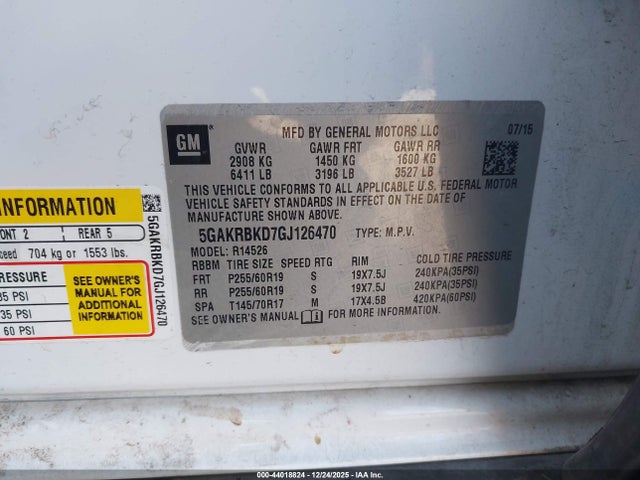 GM
MFD BY GENERAL MOTORS LLC 07/15
GVWR GAWR FRT GAWR RR
2908 KG 1450 KG 1600 KG
6411 LB 3196 LB 3527 LB
THIS VEHICLE CONFORMS TO ALL APPLICABLE U.S. FEDERAL MOTOR
VEHICLE SAFETY STANDARDS IN EFFECT ON THE DATE OF
MANUFACTURE SHOWN ABOVE.
5GAKRBKD7GJ126470 TYPE: M.P.V.
MODEL: R14526
RBBM TIRE SIZE SPEED RTG RIM COLD TIRE PRESSURE
FRT P255/60R19 S 19X7.5J 240KPA(35PSI)
RR P255/60R19 S 19X7.5J 240KPA(35PSI)
SPA T145/70R17 M 17X4.5B 420KPA(60PSI)
SEE OWNER'S MANUAL FOR MORE INFORMATION.
INFORMATION
ONT 2 REAR 5
ceed 704 kg or 1553 lbs.
PRESSURE
35 PSI
35 PSI
60 PSI
SEE OWNER'S
MANUAL FOR
ADDITIONAL
INFORMATION
5GAKRBKD7GJ126470
000-44018824 | 12/24/2025 - IAA Inc.